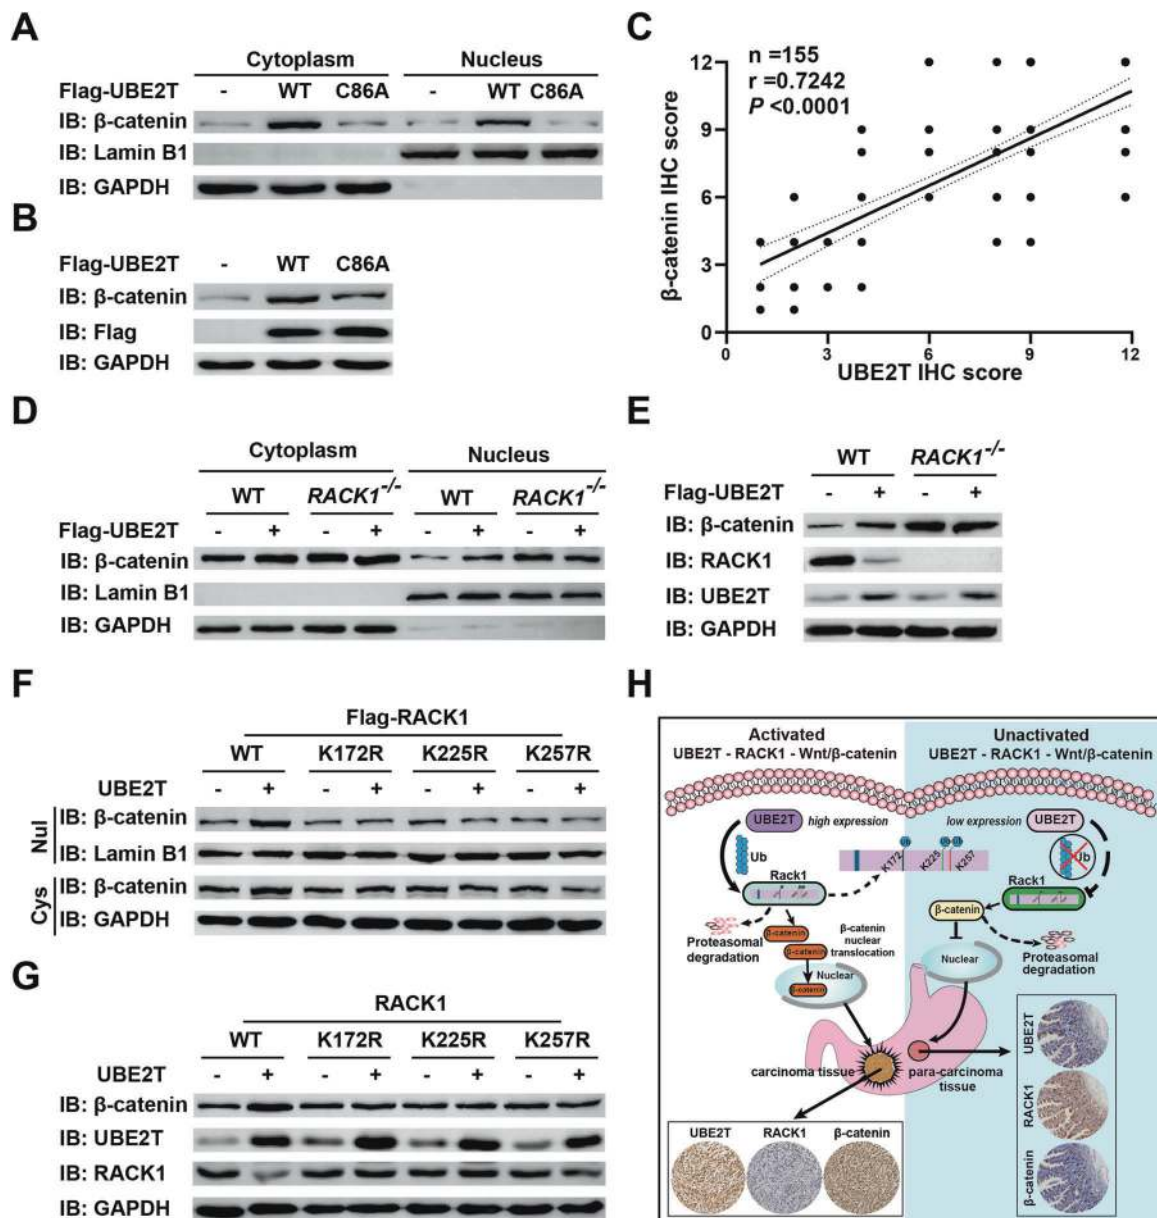 A
Cytoplasm Nucleus
Flag-UBE2T - WT C86A - WT C86A
IB: β-catenin
IB: Lamin B1
IB: GAPDH
B
Flag-UBE2T - WT C86A
IB: β-catenin
IB: Flag
IB: GAPDH
C
n =155
r =0.7242
P <0.0001
β-catenin IHC score
12
9
6
3
0
0 3 6 9 12
UBE2T IHC score
D
Cytoplasm Nucleus
WT RACK1-/- WT RACK1-/-
Flag-UBE2T - + - + - + - +
IB: β-catenin
IB: Lamin B1
IB: GAPDH
E
WT RACK1-/-
Flag-UBE2T - + - +
IB: β-catenin
IB: RACK1
IB: UBE2T
IB: GAPDH
F
Flag-RACK1
WT K172R K225R K257R
UBE2T - + - + - + - +
Nul
IB: β-catenin
IB: Lamin B1
Cys
IB: β-catenin
IB: GAPDH
G
RACK1
WT K172R K225R K257R
UBE2T - + - + - + - +
IB: β-catenin
IB: UBE2T
IB: RACK1
IB: GAPDH
H
Activated
UBE2T - RACK1 - Wnt/β-catenin
Unactivated
UBE2T - RACK1 - Wnt/β-catenin
UBE2T high expression
low expression UBE2T
Ub
Ub Ub Ub
K172 K225 K257
Ub
Rack1
Rack1
Proteasomal
degradation
β-catenin
β-catenin
β-catenin
nuclear
translocation
Nuclear
β-catenin
β-catenin
Nuclear
Proteasomal
degradation
carcinoma tissue
para-carcinoma
tissue
UBE2T RACK1 β-catenin
UBE2T
RACK1
β-catenin